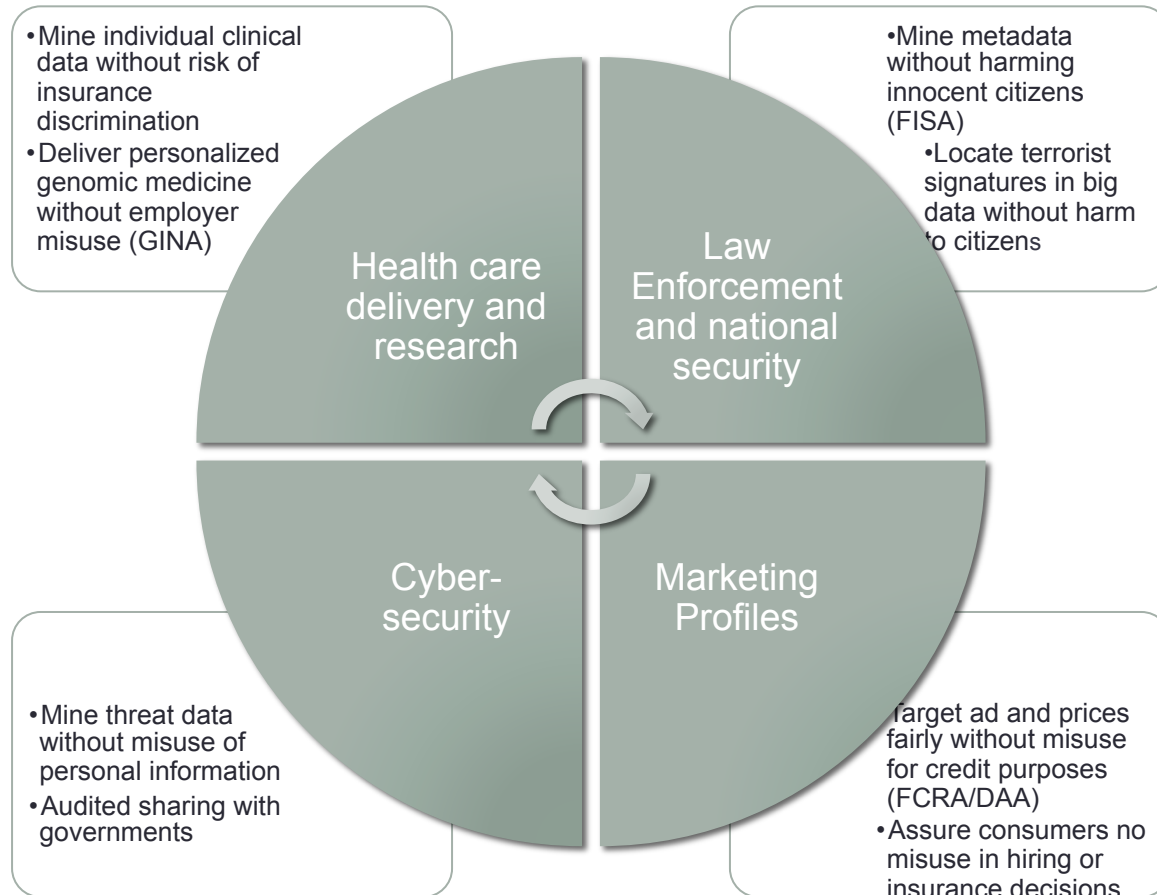 •Mine individual clinical
data without risk of
insurance
discrimination
•Deliver personalized
genomic medicine
without employer
misuse (GINA)
•Mine metadata
without harming
innocent citizens
(FISA)
•Locate terrorist
signatures in big
data without harm
to citizens
Health care
delivery and
research
Law
Enforcement
and national
security
Cyber-
security
Marketing
Profiles
•Mine threat data
without misuse of
personal information
•Audited sharing with
governments
Target ad and prices
fairly without misuse
for credit purposes
(FCRA/DAA)
•Assure consumers no
misuse in hiring or
insurance decisions